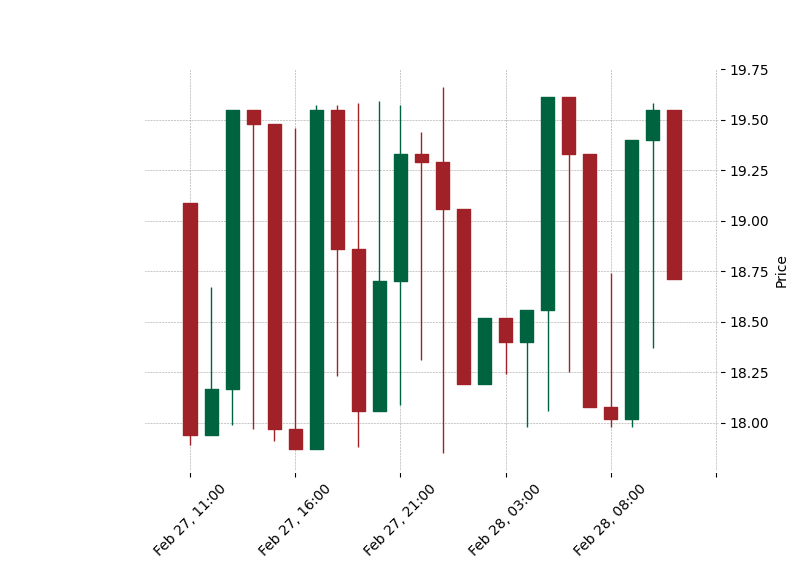 19.75
19.50
19.25
19.00
18.75
18.50
18.25
18.00
Price
Feb 27, 11:00
Feb 27, 16:00
Feb 27, 21:00
Feb 28, 03:00
Feb 28, 08:00